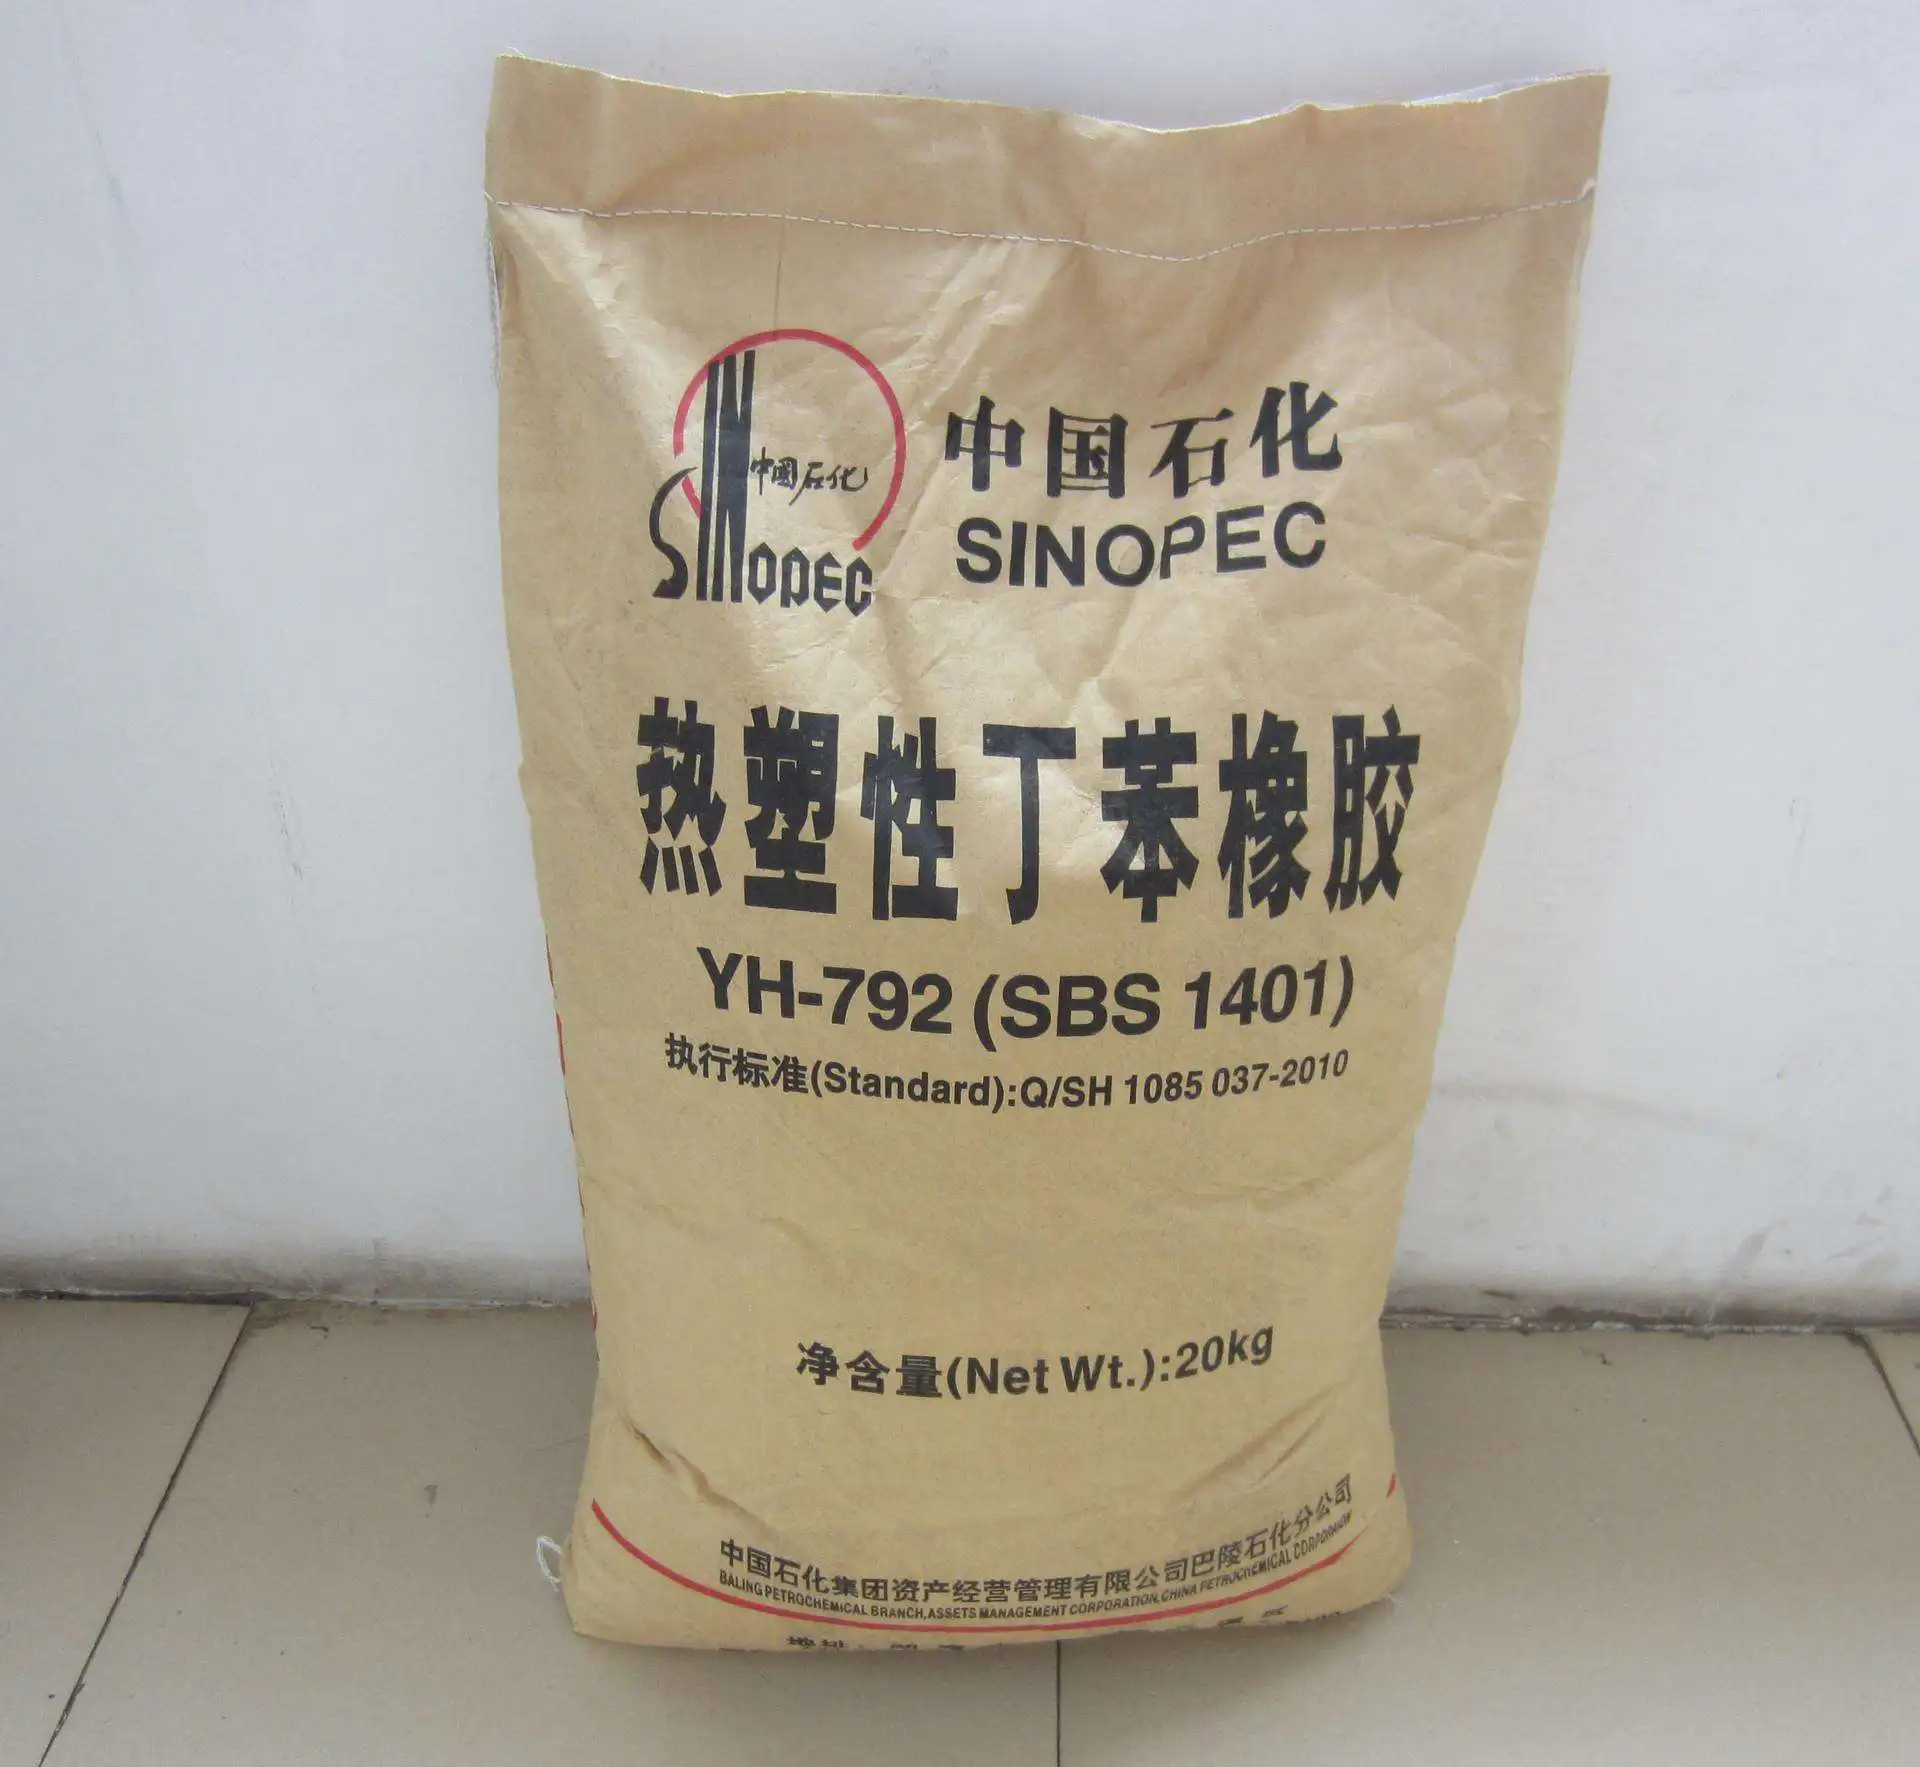 中国石化
SINOPEC
中国石化
SINOPEC
热塑性丁苯橡胶
YH-792 (SBS 1401)
执行标准(Standard):Q/SH 1085 037-2010
净含量(Net Wt.):20kg
中国石化集团资产经营管理有限公司巴陵石化分公司
BALING PETROCHEMICAL BRANCH,ASSETS MANAGEMENT CORPORATION,CHINA PETROCHEMICAL CORPORATION